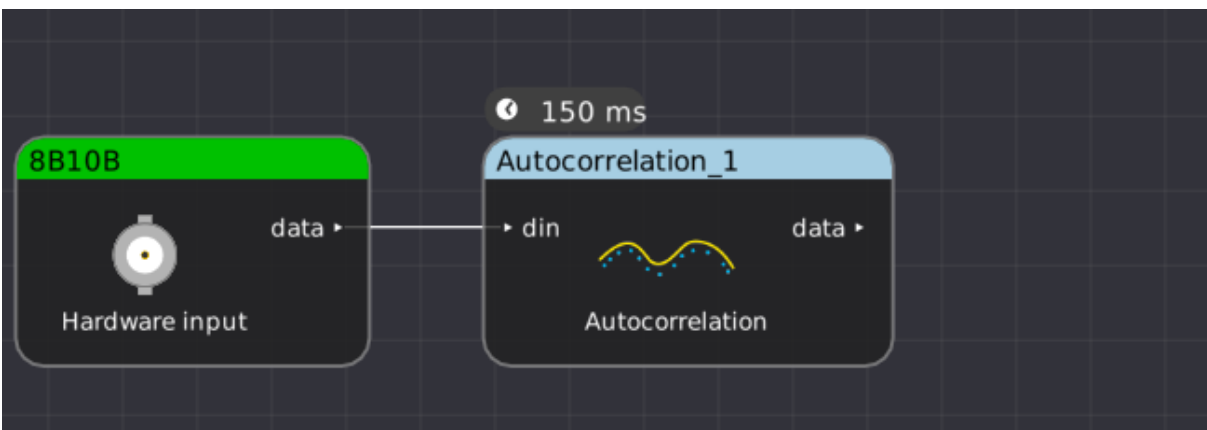 150 ms
8B10B
Autocorrelation_1
data
din
data
Hardware input
Autocorrelation